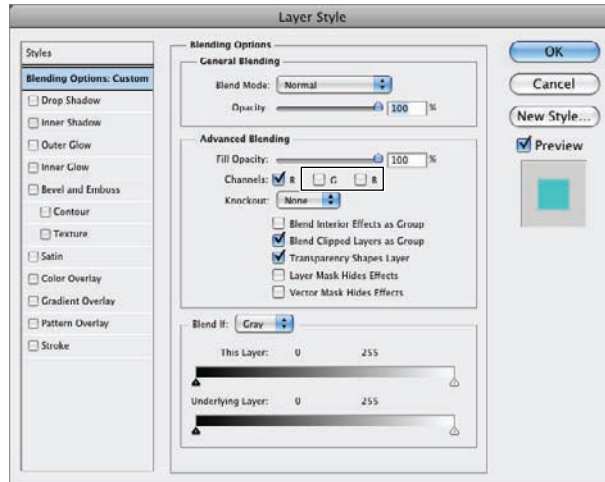 Layer Style
Styles
Blending Options: Custom
Drop Shadow
Inner Shadow
Outer Glow
Inner Glow
Bevel and Emboss
Contour
Texture
Satin
Color Overlay
Gradient Overlay
Pattern Overlay
Stroke
Blending Options
General Blending
Blend Mode: Normal
Opacity: 100 %
Advanced Blending
Fill Opacity: 100 %
Channels: R G B
Knockout: None
Blend Interior Effects as Group
Blend Clipped Layers as Group
Transparency Shapes Layer
Layer Mask Hides Effects
Vector Mask Hides Effects
Blend If: Gray
This Layer: 0 255
Underlying Layer: 0 255
OK
Cancel
New Style...
Preview